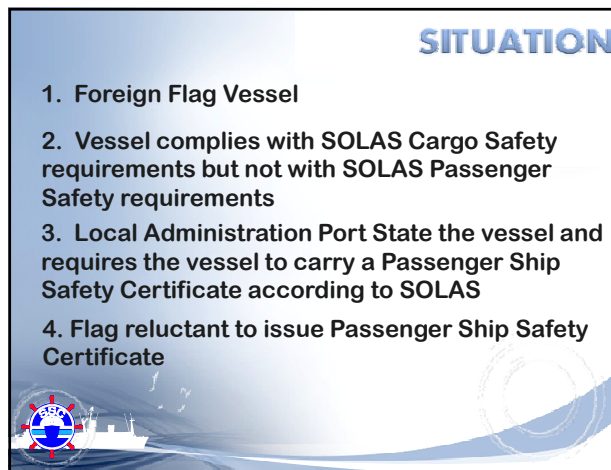 SITUATION
1. Foreign Flag Vessel
2. Vessel complies with SOLAS Cargo Safety
requirements but not with SOLAS Passenger
Safety requirements
3. Local Administration Port State the vessel and
requires the vessel to carry a Passenger Ship
Safety Certificate according to SOLAS
4. Flag reluctant to issue Passenger Ship Safety
Certificate
BSC